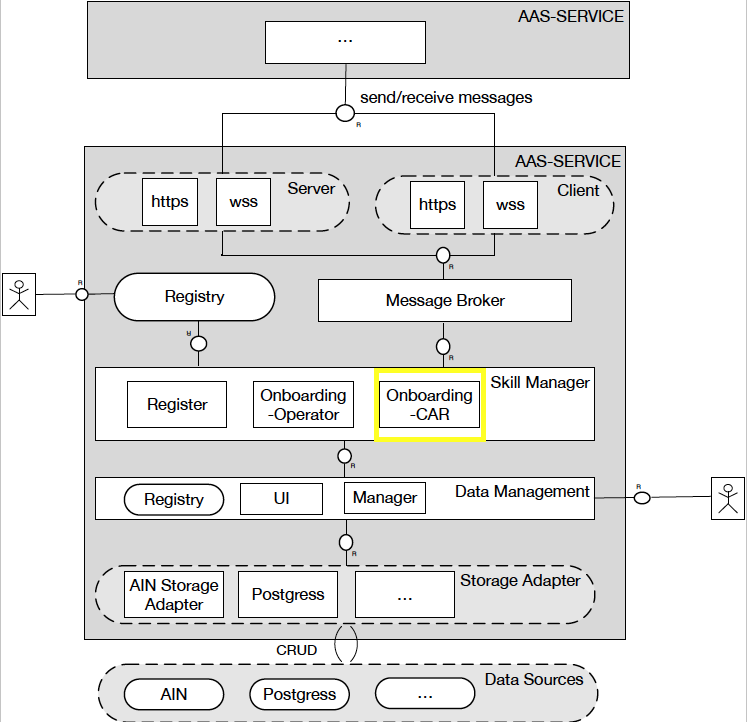 AAS-SERVICE
...
send/receive messages
R
AAS-SERVICE
https
wss
Server
https
wss
Client
R
R
Registry
Message Broker
R
R
Register
Onboarding
-Operator
Onboarding
-CAR
Skill Manager
R
Registry
UI
Manager
Data Management
R
R
AIN Storage
Adapter
Postgress
...
Storage Adapter
CRUD
AIN
Postgress
...
Data Sources